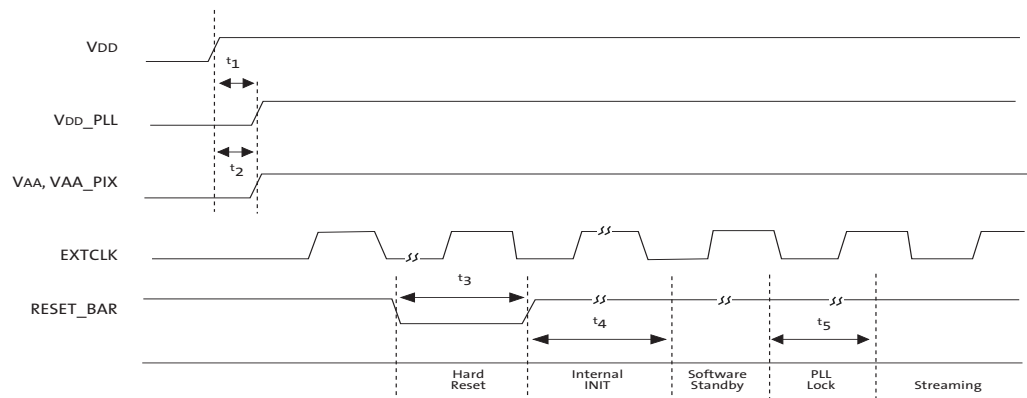 VDD
t1
VDD_PLL
t2
VAA, VAA_PIX
EXTCLK
t3
RESET_BAR
t4
t5
Hard
Reset
Internal
INIT
Software
Standby
PLL
Lock
Streaming